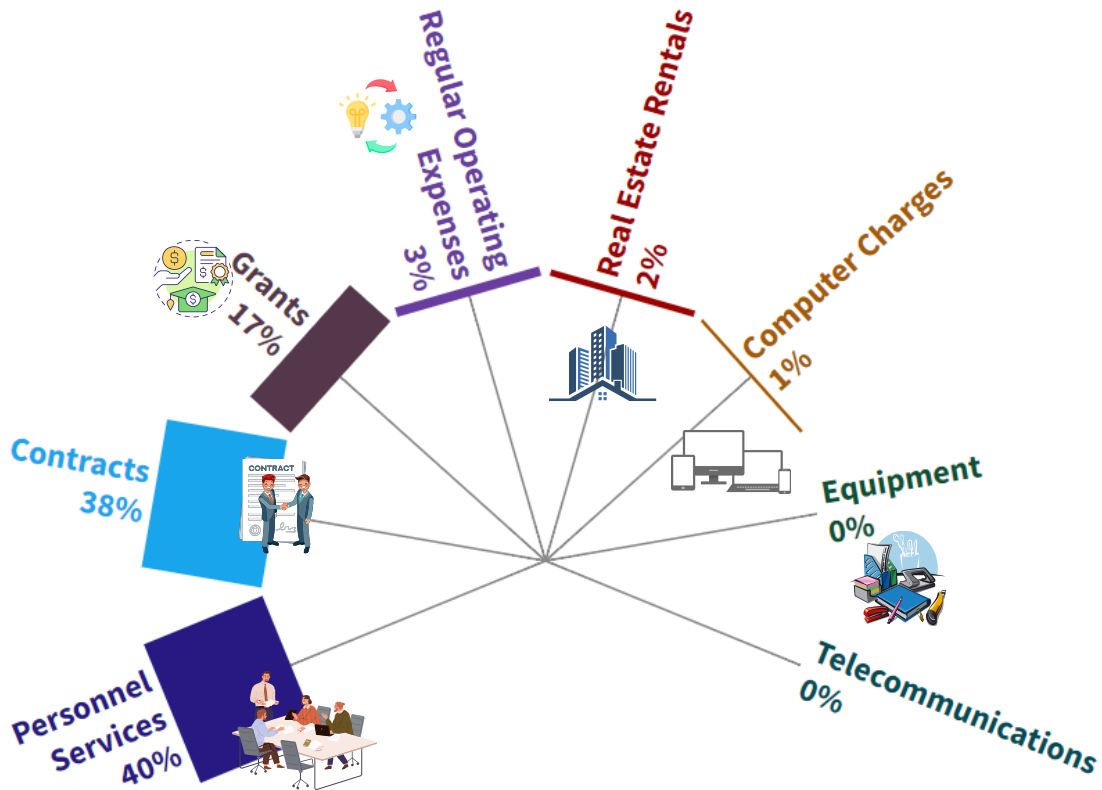 Regular Operating
Expenses
3%
Real Estate Rentals
2%
Computer Charges
1%
Grants
17%
Contracts
38%
CONTRACT
Equipment
0%
Personnel
Services
40%
Telecommunications
0%